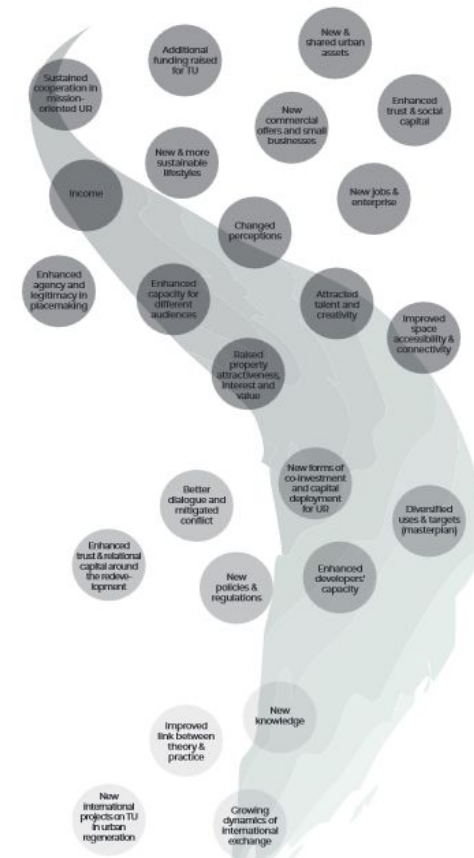 New &
shared urban
assets
Additional
funding raised
for TU
Sustained
cooperation in
mission-
oriented UR
Enhanced
trust & social
capital
New
commercial
offers and small
businesses
New & more
sustainable
lifestyles
Income
New jobs &
enterprise
Changed
perceptions
Enhanced
agency and
legitimacy in
placemaking
Enhanced
capacity for
different
audiences
Attracted
talent and
creativity
Improved
space
accessibility &
connectivity
Raised
property
attractiveness,
interest and
value
New forms of
co-investment
and capital
deployment
for UR
Better
dialogue and
mitigated
conflict
Diversified
uses & targets
(masterplan)
Enhanced
trust & relational
capital around
the redeve-
lopment
New
policies &
regulations
Enhanced
developers'
capacity
New
knowledge
Improved
link between
theory &
practice
New
international
projects on TU
in urban
regeneration
Growing
dynamics of
international
exchange